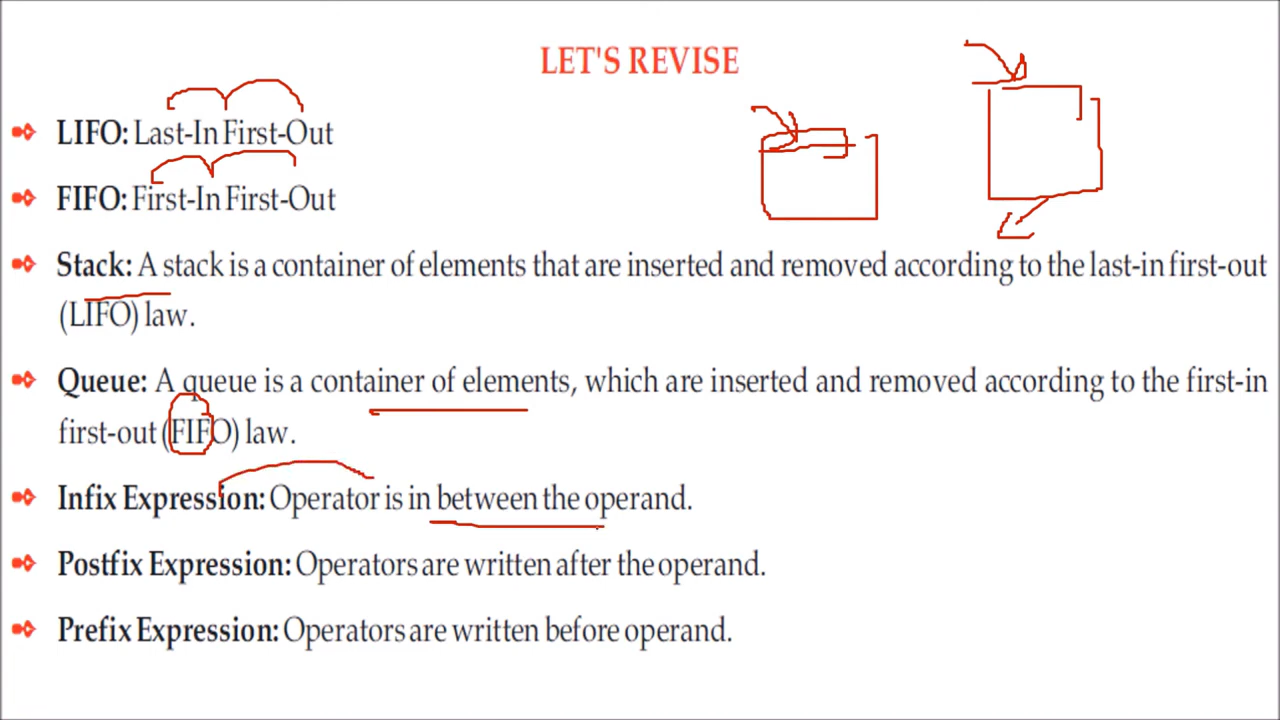 LET'S REVISE
LIFO: Last-In First-Out
FIFO: First-In First-Out
Stack: A stack is a container of elements that are inserted and removed according to the last-in first-out
(LIFO) law.
Queue: A queue is a container of elements, which are inserted and removed according to the first-in
first-out (FIFO) law.
Infix Expression: Operator is in between the operand.
Postfix Expression: Operators are written after the operand.
Prefix Expression: Operators are written before operand.